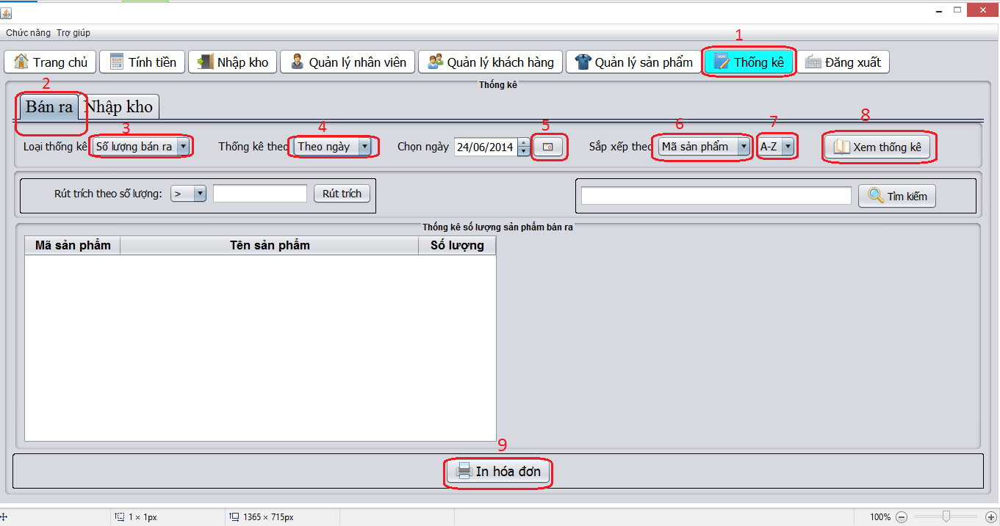 Chức năng Trợ giúp
1
Trang chủ Tính tiền Nhập kho Quản lý nhân viên Quản lý khách hàng Quản lý sản phẩm Thống kê Đăng xuất
Thống kê
2
Bán ra Nhập kho
3 4 5 6 7 8
Loại thống kê Số lượng bán ra Thống kê theo Theo ngày Chọn ngày 24/06/2014 Sắp xếp theo Mã sản phẩm A-Z Xem thống kê
Rút trích theo số lượng: > Rút trích Tìm kiếm
Thống kê số lượng sản phẩm bán ra
Mã sản phẩm Tên sản phẩm Số lượng
9
In hóa đơn
1 × 1px 1365 × 715px 100%